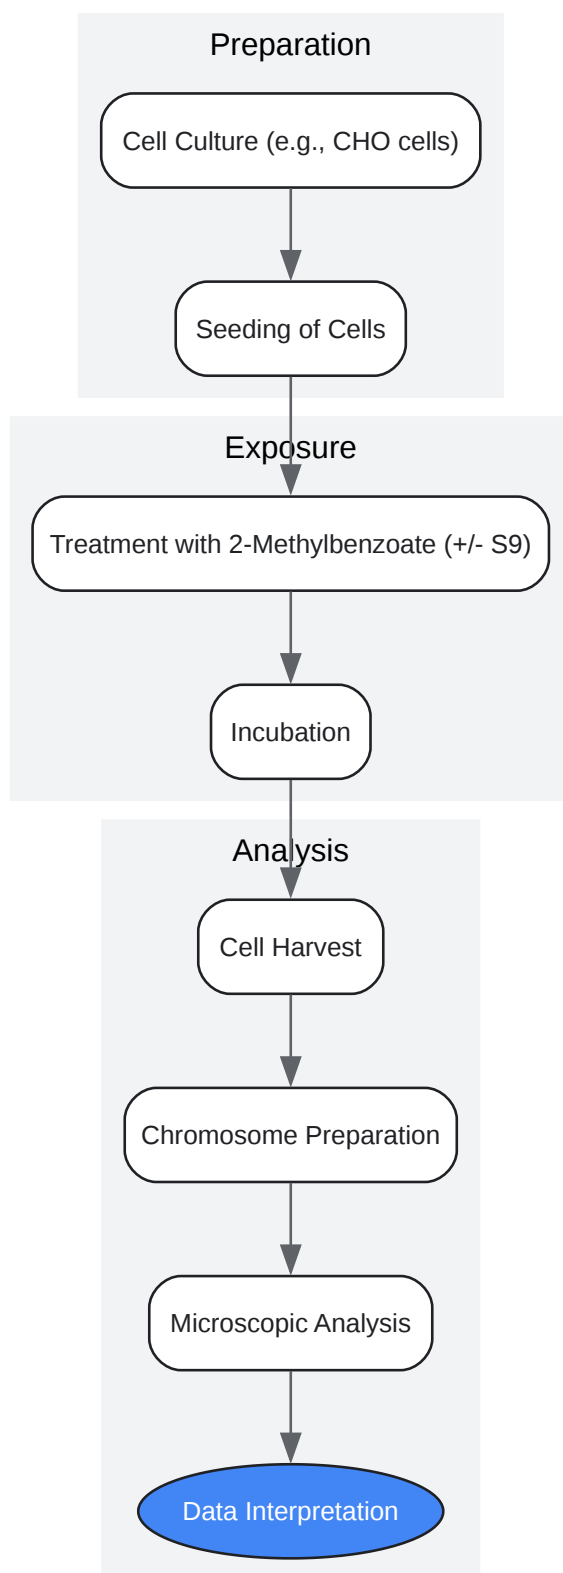 Preparation
Cell Culture (e.g., CHO cells)
Seeding of Cells
Exposure
Treatment with 2-Methylbenzoate (+/- S9)
Incubation
Analysis
Cell Harvest
Chromosome Preparation
Microscopic Analysis
Data Interpretation